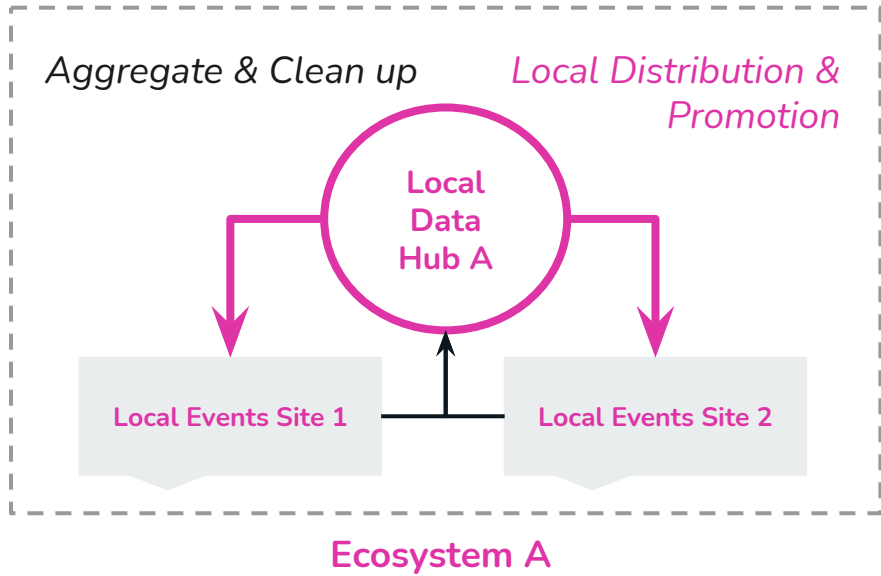 Aggregate & Clean up
Local Distribution &
Promotion
Local
Data
Hub A
Local Events Site 1
Local Events Site 2
Ecosystem A